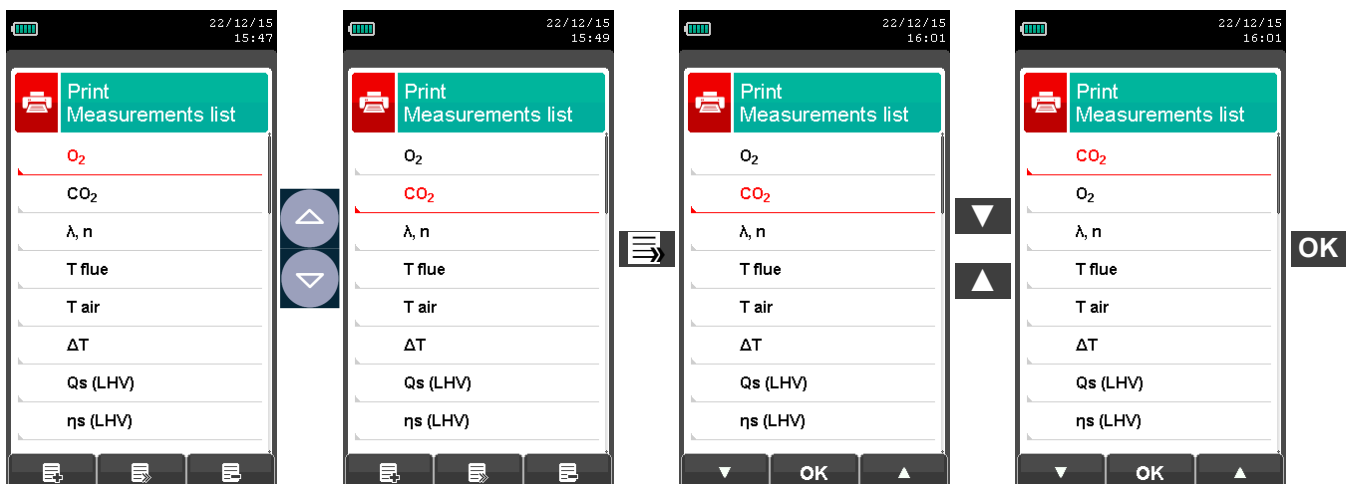 22/12/15
15:47
Print
Measurements list
O₂
CO₂
λ, n
T flue
T air
ΔT
Qs (LHV)
ηs (LHV)
22/12/15
15:49
Print
Measurements list
O₂
CO₂
λ, n
T flue
T air
ΔT
Qs (LHV)
ηs (LHV)
22/12/15
16:01
Print
Measurements list
O₂
CO₂
λ, n
T flue
T air
ΔT
Qs (LHV)
ηs (LHV)
▼ OK ▲
▼
▲
22/12/15
16:01
Print
Measurements list
CO₂
O₂
λ, n
T flue
T air
ΔT
Qs (LHV)
ηs (LHV)
▼ OK ▲
OK